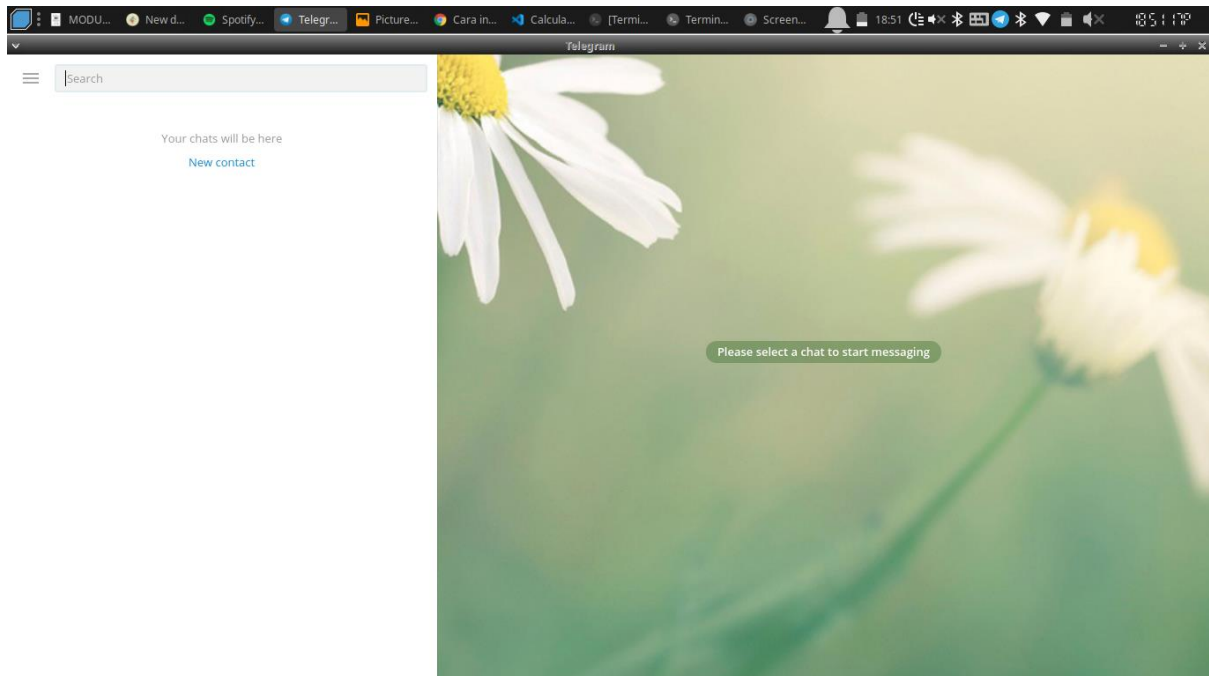 MODU... New d... Spotify... Telegr... Picture... Cara in... Calcula... [Termi... Termin... Screen... 18:51
Telegram
Search
Your chats will be here
New contact
Please select a chat to start messaging